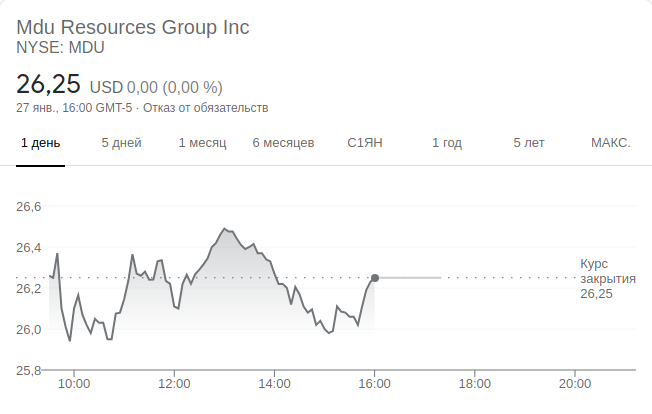 Mdu Resources Group Inc
NYSE: MDU
26,25 USD 0,00 (0,00 %)
27 янв., 16:00 GMT-5 · Отказ от обязательств
1 день 5 дней 1 месяц 6 месяцев С1ЯН 1 год 5 лет МАКС.
26,6
26,4
Курс
закрытия
26,25
26,2
26,0
25,8
10:00 12:00 14:00 16:00 18:00 20:00